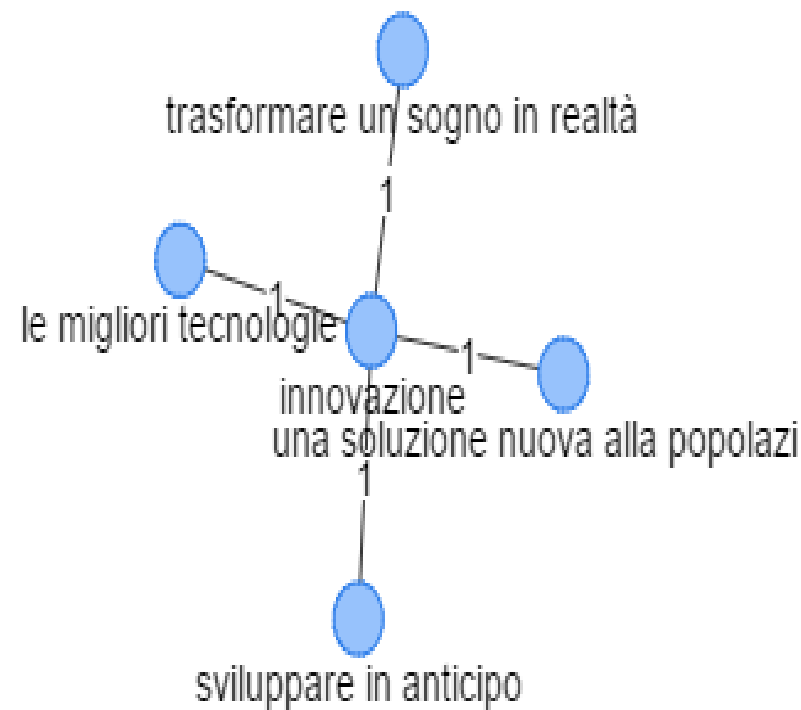 trasformare un sogno in realtà
1
1
le migliori tecnologie
1
innovazione
una soluzione nuova alla popolazi
1
sviluppare in anticipo